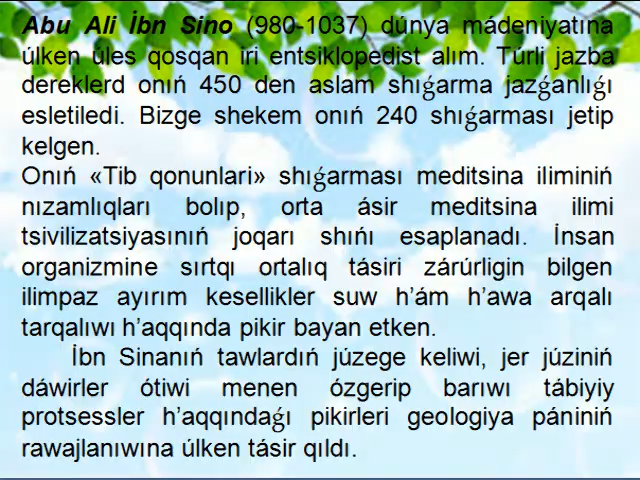 Abu Ali İbn Sino (980-1037) dúnya mádeniyatına
úlken úles qosqan iri entsiklopedist alım. Túrli jazba
dereklerd onıń 450 den aslam shıǵarma jazǵanlıǵı
esletiledi. Bizge shekem onıń 240 shıǵarması jetip
kelgen.
Onıń «Tib qonunlari» shıǵarması meditsina iliminiń
nızamlıqları bolıp, orta ásir meditsina ilimi
tsivilizatsiyasınıń joqarı shıńı esaplanadı. İnsan
organizmine sırtqı ortalıq tásiri zárúrligin bilgen
ilimpaz ayırım kesellikler suw h’ám h’awa arqalı
tarqalıwı h’aqqında pikir bayan etken.
İbn Sinanıń tawlardıń júzege keliwi, jer júziniń
dáwirler ótiwi menen ózgerip barıwı tábiyiy
protsessler h’aqqındaǵı pikirleri geologiya pániniń
rawajlanıwına úlken tásir qıldı.